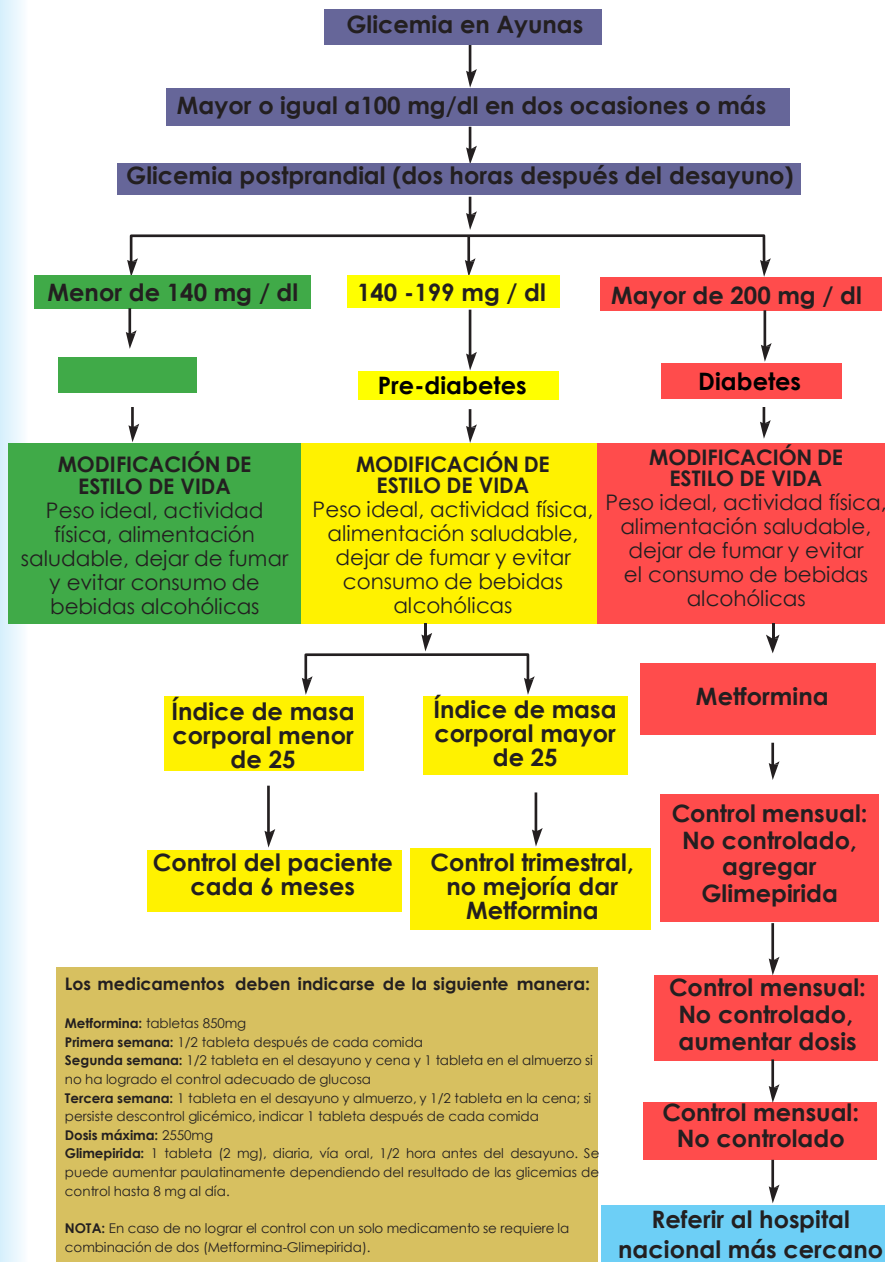 Glicemia en Ayunas
Mayor o igual a100 mg/dl en dos ocasiones o más
Glicemia postprandial (dos horas después del desayuno)
Menor de 140 mg / dl
140 -199 mg / dl
Mayor de 200 mg / dl
Pre-diabetes
Diabetes
MODIFICACIÓN DE
ESTILO DE VIDA
Peso ideal, actividad
física, alimentación
saludable, dejar de fumar
y evitar consumo de
bebidas alcohólicas
MODIFICACIÓN DE
ESTILO DE VIDA
Peso ideal, actividad física,
alimentación saludable,
dejar de fumar y evitar
consumo de bebidas
alcohólicas
MODIFICACIÓN DE
ESTILO DE VIDA
Peso ideal, actividad física,
alimentación saludable,
dejar de fumar y evitar
el consumo de bebidas
alcohólicas
Índice de masa
corporal menor
de 25
Índice de masa
corporal mayor
de 25
Metformina
Control del paciente
cada 6 meses
Control trimestral,
no mejoría dar
Metformina
Control mensual:
No controlado,
agregar
Glimepirida
Control mensual:
No controlado,
aumentar dosis
Control mensual:
No controlado
Referir al hospital
nacional más cercano
Los medicamentos deben indicarse de la siguiente manera:
Metformina: tabletas 850mg
Primera semana: 1/2 tableta después de cada comida
Segunda semana: 1/2 tableta en el desayuno y cena y 1 tableta en el almuerzo si
no ha logrado el control adecuado de glucosa
Tercera semana: 1 tableta en el desayuno y almuerzo, y 1/2 tableta en la cena; si
persiste descontrol glicémico, indicar 1 tableta después de cada comida
Dosis máxima: 2550mg
Glimepirida: 1 tableta (2 mg), diaria, vía oral, 1/2 hora antes del desayuno. Se
puede aumentar paulatinamente dependiendo del resultado de las glicemias de
control hasta 8 mg al día.
NOTA: En caso de no lograr el control con un solo medicamento se requiere la
combinación de dos (Metformina-Glimepirida).